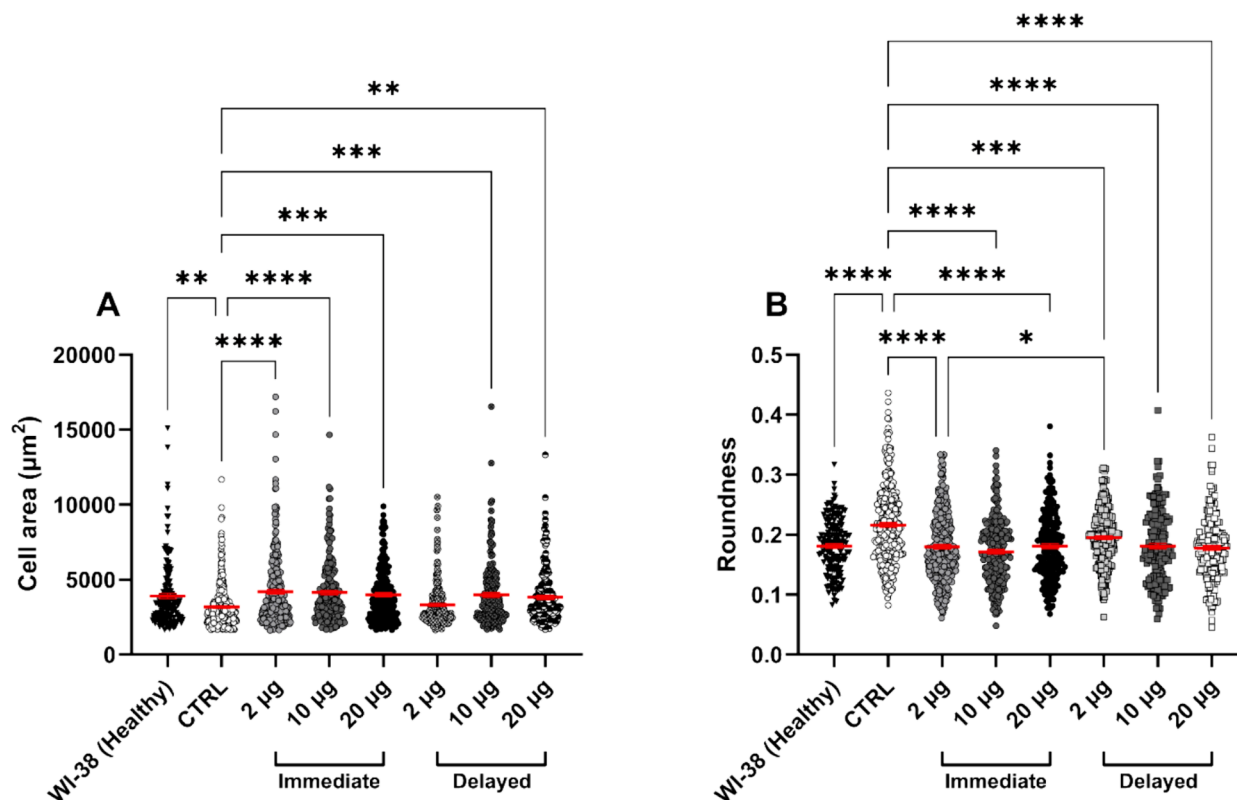 ****
**
****
***
***
***
****
** ****
**** ****
A
B
****
**** *
20000
15000
10000
5000
0
Cell area (µm²)
WI-38 (Healthy)
CTRL
2 µg
10 µg
20 µg
2 µg
10 µg
20 µg
Immediate
Delayed
0.5
0.4
0.3
0.2
0.1
0.0
Roundness
WI-38 (Healthy)
CTRL
2 µg
10 µg
20 µg
2 µg
10 µg
20 µg
Immediate
Delayed